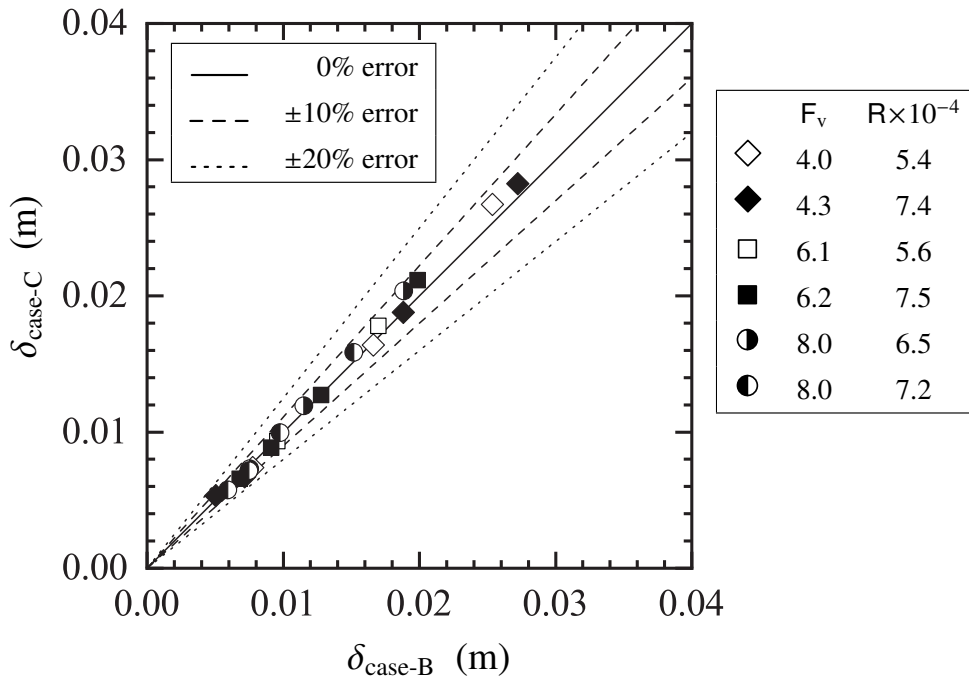 0.04
0.03
0.02
0.01
0.00
δcase-C (m)
0% error
±10% error
±20% error
0.00 0.01 0.02 0.03 0.04
δcase-B (m)
Fv R×10⁻⁴
4.0 5.4
4.3 7.4
6.1 5.6
6.2 7.5
8.0 6.5
8.0 7.2